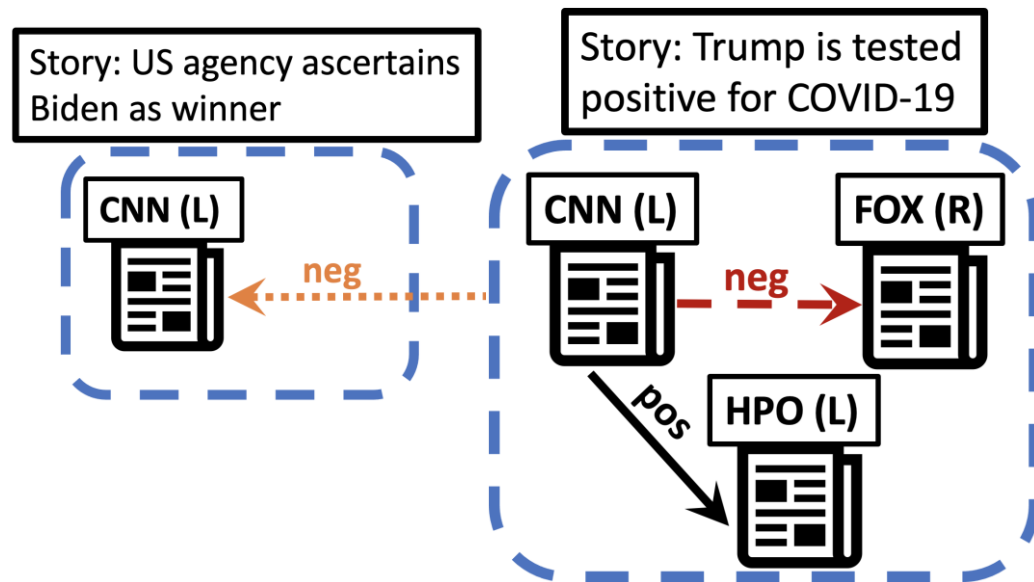 Story: US agency ascertains
Biden as winner
CNN (L)
neg
Story: Trump is tested
positive for COVID-19
CNN (L)
FOX (R)
neg
pos
HPO (L)